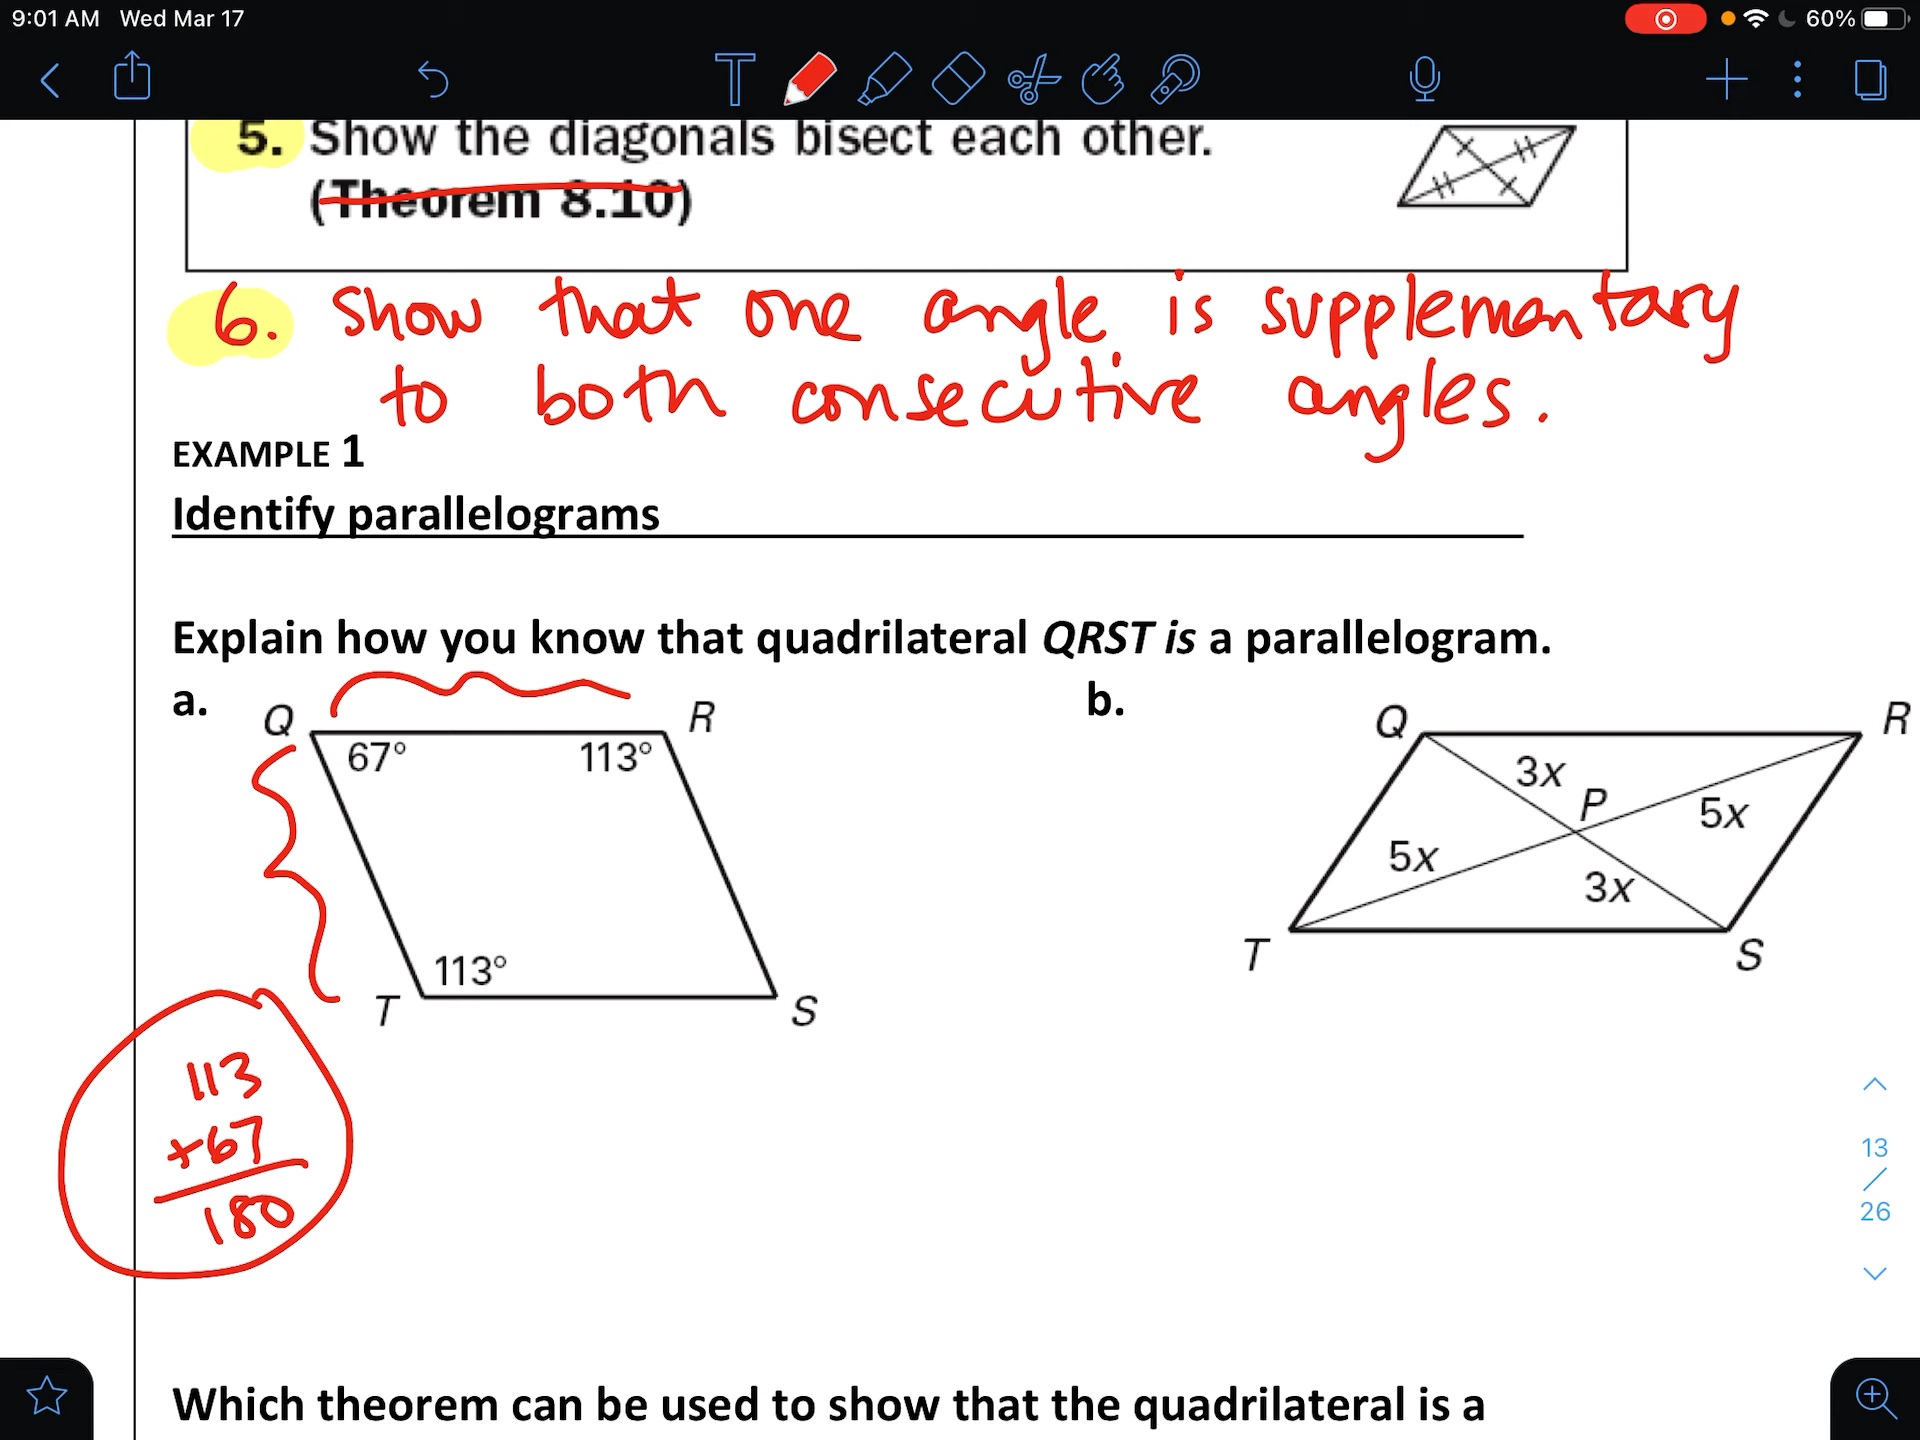 9:01 AM Wed Mar 17
60%
5. Show the diagonals bisect each other.
(Theorem 8.10)
6. Show that one angle is supplementary
to both consecutive angles.
EXAMPLE 1
Identify parallelograms
Explain how you know that quadrilateral QRST is a parallelogram.
a.
Q
R
67°
113°
113°
T
S
113
+67
180
b.
Q
R
3x
P
5x
5x
3x
T
S
13
/
26
Which theorem can be used to show that the quadrilateral is a